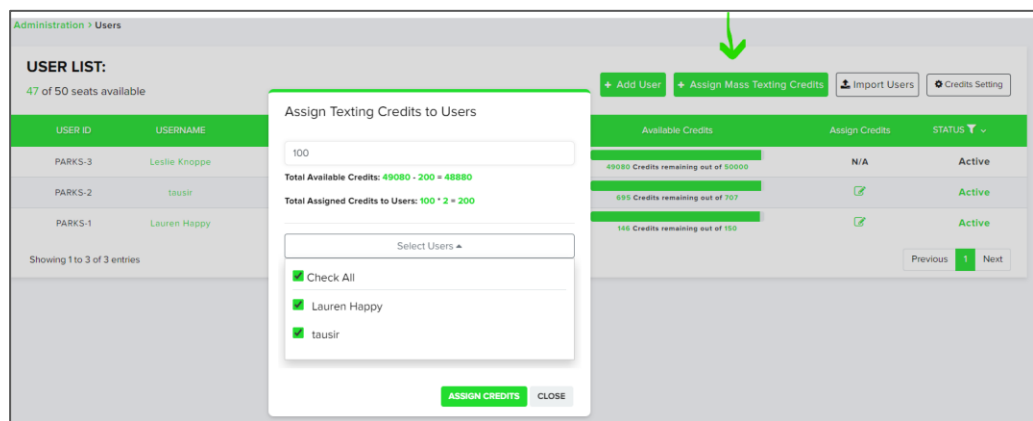 Administration > Users
USER LIST:
47 of 50 seats available
+ Add User
+ Assign Mass Texting Credits
Import Users
Credits Setting
USER ID USERNAME Available Credits Assign Credits STATUS
PARKS-3 Leslie Knoppe 49080 Credits remaining out of 50000 N/A Active
PARKS-2 tausir 695 Credits remaining out of 707 Active
PARKS-1 Lauren Happy 146 Credits remaining out of 150 Active
Showing 1 to 3 of 3 entries
Previous 1 Next
Assign Texting Credits to Users
100
Total Available Credits: 49080 - 200 = 48880
Total Assigned Credits to Users: 100 * 2 = 200
Select Users
Check All
Lauren Happy
tausir
ASSIGN CREDITS CLOSE